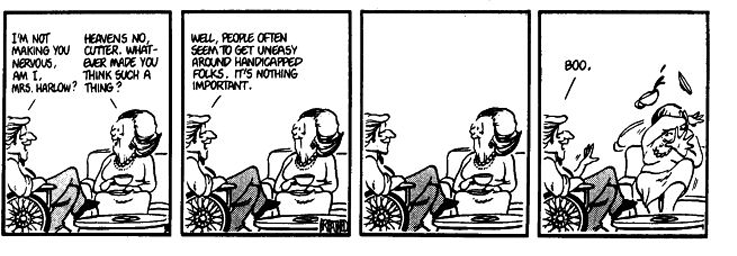 I'M NOT
MAKING YOU
NERVOUS,
AM I,
MRS. HARLOW?
HEAVENS NO,
CUTTER. WHAT-
EVER MADE YOU
THINK SUCH A
THING?
WELL, PEOPLE OFTEN
SEEM TO GET UNEASY
AROUND HANDICAPPED
FOLKS. IT'S NOTHING
IMPORTANT.
BOO.